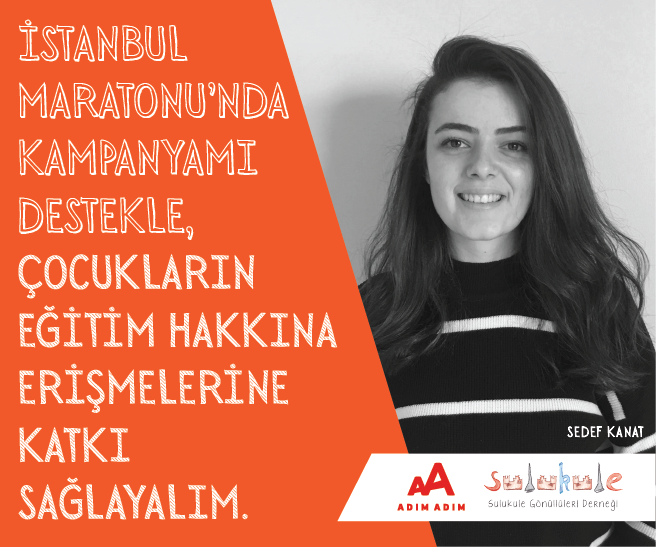 İSTANBUL
MARATONU'NDA
KAMPANYAMI
DESTEKLE,
ÇOCUKLARIN
EĞİTİM HAKKINA
ERİŞMELERİNE
KATKI
SAĞLAYALIM.
SEDEF KANAT
AA
ADIM ADIM
Sulukule
Sulukule Gönüllüleri Derneği